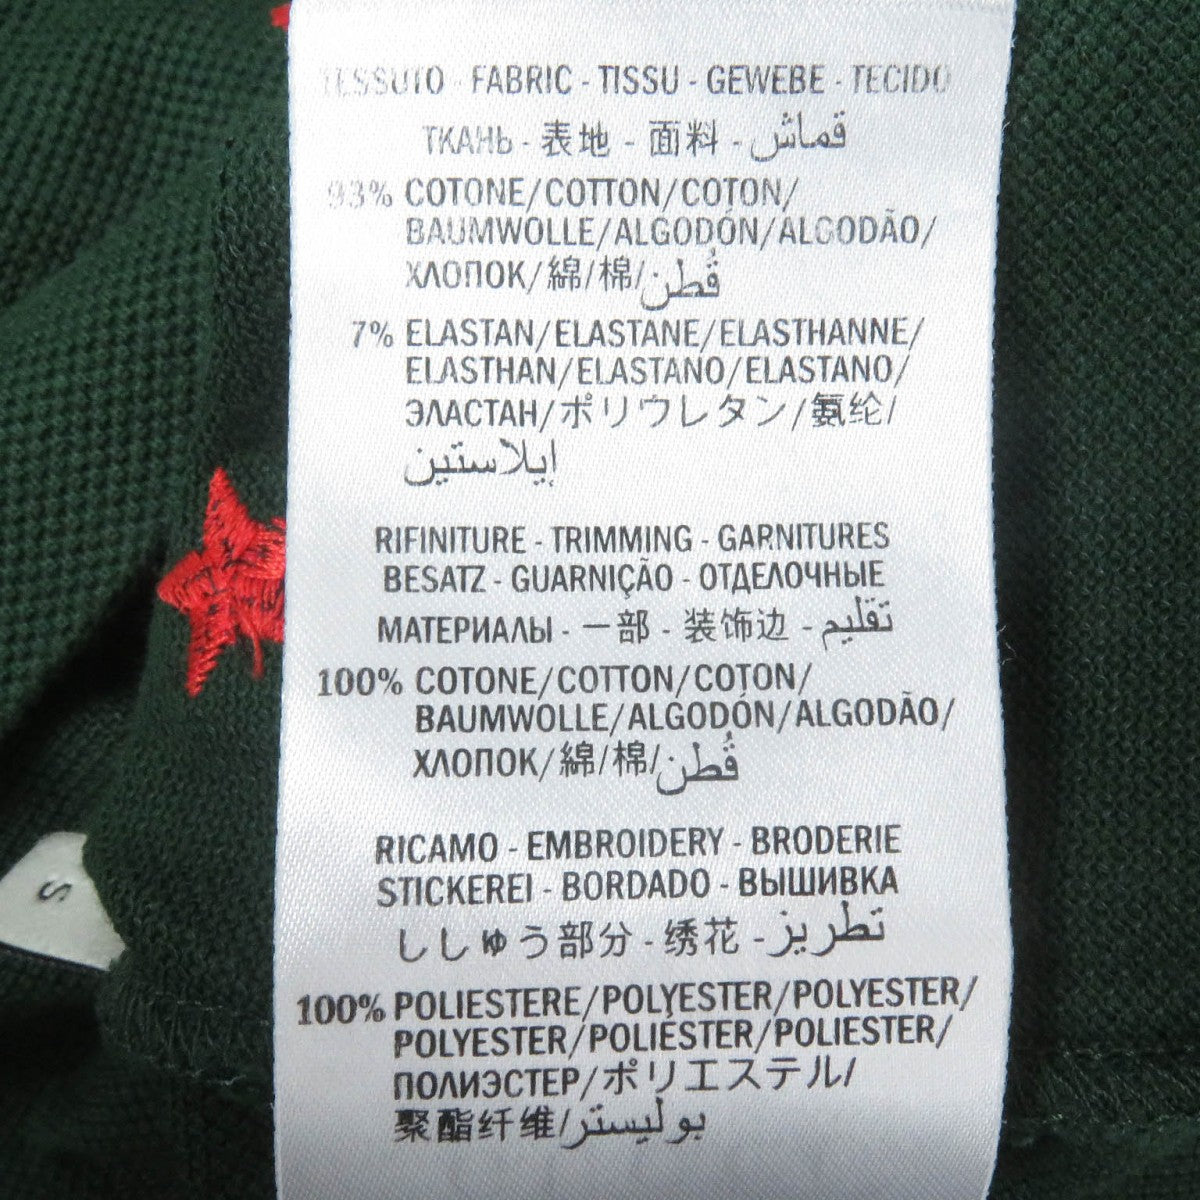 TESSUTO - FABRIC - TISSU - GEWEBE - TECIDO
ТКАНЬ - 表地 - 面料 - قماش
93% COTONE/COTTON/COTON/
BAUMWOLLE/ALGODÓN/ALGODÃO/
ХЛОПОК/綿/棉/قُطن
7% ELASTAN/ELASTANE/ELASTHANNE/
ELASTHAN/ELASTANO/ELASTANO/
ЭЛАСТАН/ポリウレタン/氨纶/
إيلاستين
RIFINITURE - TRIMMING - GARNITURES
BESATZ - GUARNIÇÃO - ОТДЕЛОЧНЫЕ
МАТЕРИАЛЫ - 一部 - 装饰边 - تقليم
100% COTONE/COTTON/COTON/
BAUMWOLLE/ALGODÓN/ALGODÃO/
ХЛОПОК/綿/棉/قُطن
RICAMO - EMBROIDERY - BRODERIE
STICKEREI - BORDADO - ВЫШИВКА
ししゅう部分 - 绣花 - تطريز
100% POLIESTERE/POLYESTER/POLYESTER/
POLYESTER/POLIÉSTER/POLIESTER/
ПОЛИЭСТЕР/ポリエステル/
聚酯纤维/بوليستر
S